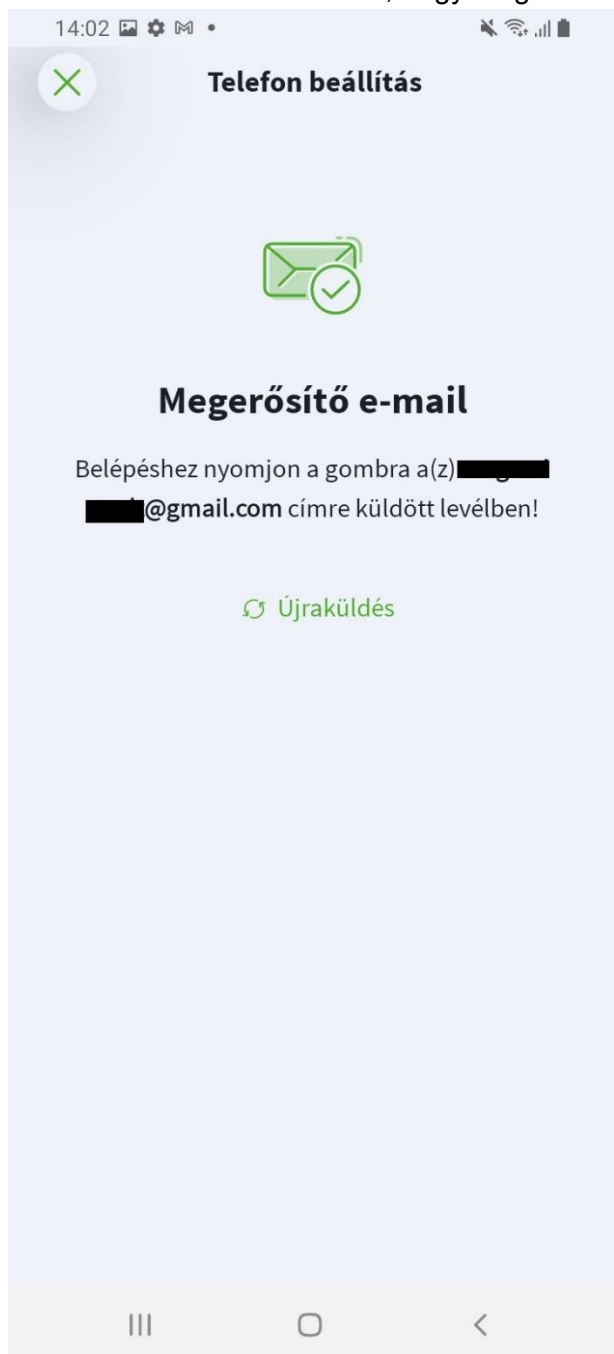 14:02
Telefon beállítás
Megerősítő e-mail
Belépéshez nyomjon a gombra a(z)
@gmail.com címre küldött levélben!
Újraküldés